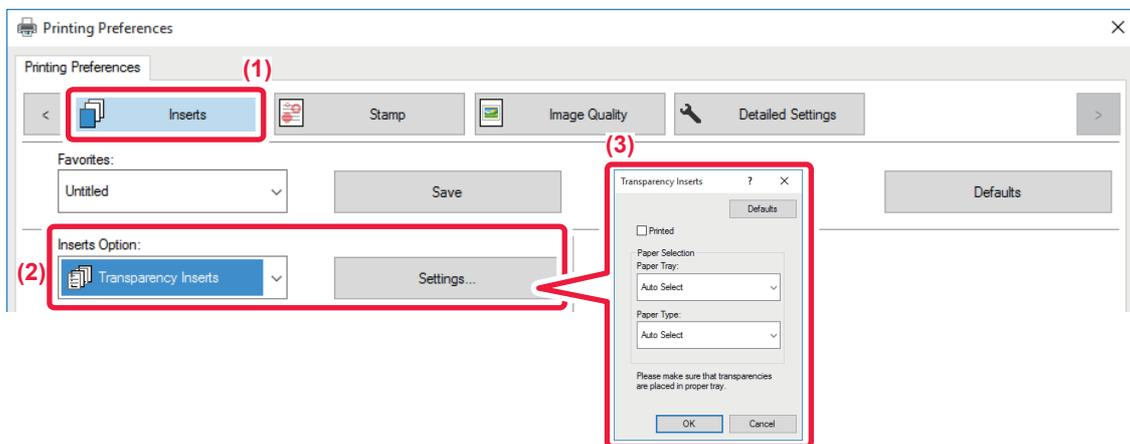 Printing Preferences
Printing Preferences
(1)
< Inserts Stamp Image Quality Detailed Settings >
Favorites:
Untitled Save Defaults
(2)
Inserts Option:
Transparency Inserts Settings...
(3)
Transparency Inserts ? ×
Defaults
Printed
Paper Selection
Paper Tray:
Auto Select
Paper Type:
Auto Select
Please make sure that transparencies
are placed in proper tray.
OK Cancel